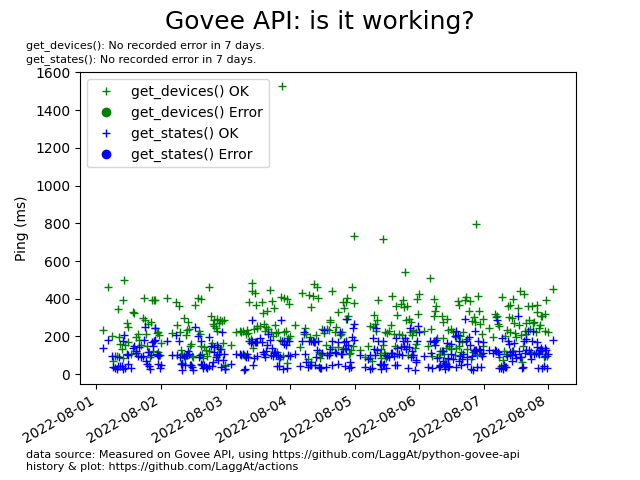 Govee API: is it working?
get_devices(): No recorded error in 7 days.
get_states(): No recorded error in 7 days.
1600
1400
1200
1000
800
600
400
200
0
Ping (ms)
get_devices() OK
get_devices() Error
get_states() OK
get_states() Error
2022-08-01
2022-08-02
2022-08-03
2022-08-04
2022-08-05
2022-08-06
2022-08-07
2022-08-08
data source: Measured on Govee API, using https://github.com/LaggAt/python-govee-api
history & plot: https://github.com/LaggAt/actions